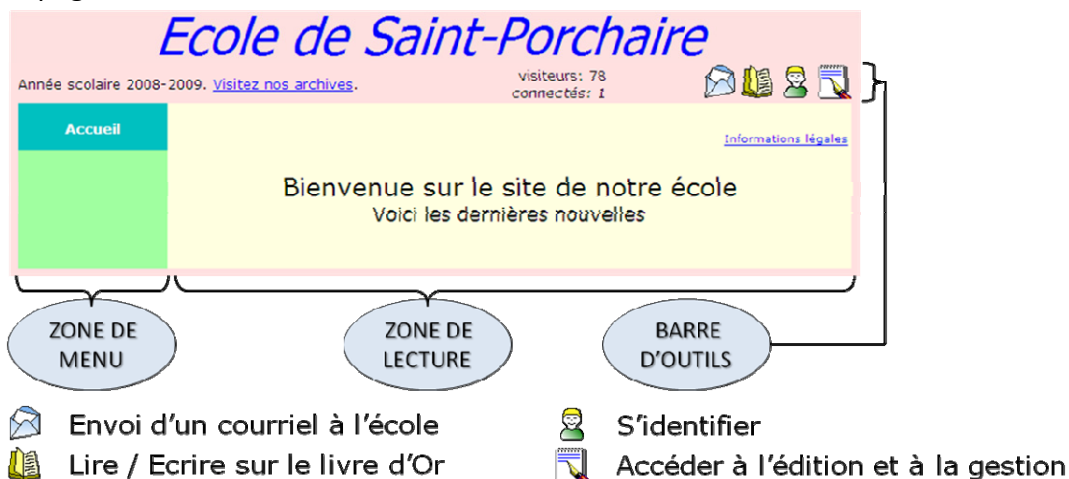 Ecole de Saint-Porchaire
Année scolaire 2008-2009. Visitez nos archives.
visiteurs: 78
connectés: 1
Accueil
Informations légales
Bienvenue sur le site de notre école
Voici les dernières nouvelles
ZONE DE
MENU
ZONE DE
LECTURE
BARRE
D'OUTILS
Envoi d'un courriel à l'école
S'identifier
Lire / Ecrire sur le livre d'Or
Accéder à l'édition et à la gestion